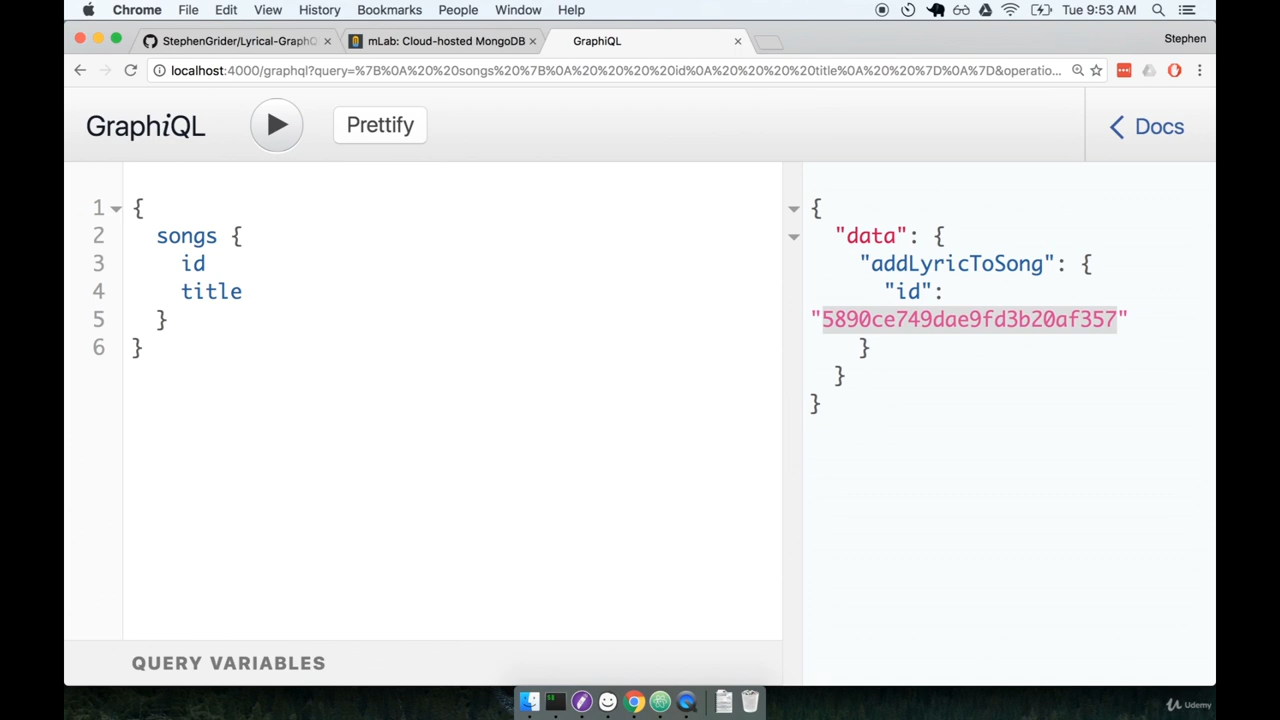 Chrome File Edit View History Bookmarks People Window Help Tue 9:53 AM
StephenGrider/Lyrical-GraphQ mLab: Cloud-hosted MongoDB GraphiQL Stephen
localhost:4000/graphql?query=%7B%0A%20%20songs%20%7B%0A%20%20%20%20id%0A%20%20%20%20title%0A%20%20%7D%0A%7D&operatio...
GraphiQL Prettify Docs
1 {
2 songs {
3 id
4 title
5 }
6 }
{
"data": {
"addLyricToSong": {
"id":
"5890ce749dae9fd3b20af357"
}
}
}
QUERY VARIABLES
Udemy